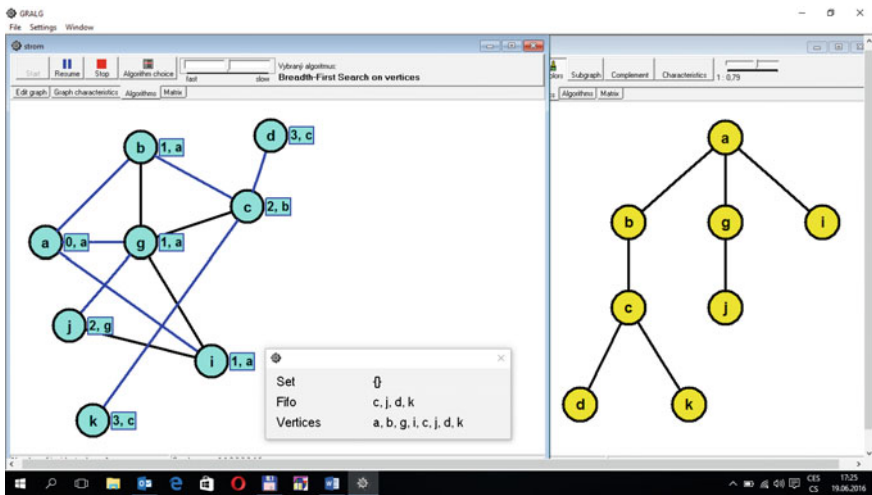 GRALG
File Settings Window
strom
Start Resume Stop Algorithm choice fast slow
Vybraný algoritmus:
Breadth-First Search on vertices
Edit graph Graph characteristics Algorithms Matrix
Subgraph Complement Characteristics 1 : 0,79
Algorithms Matrix
b 1, a
d 3, c
c 2, b
a 0, a
g 1, a
j 2, g
i 1, a
k 3, c
Set {}
Fifo c, j, d, k
Vertices a, b, g, i, c, j, d, k
a
b g i
c j
d k
CES
CS
17:25
19.06.2016